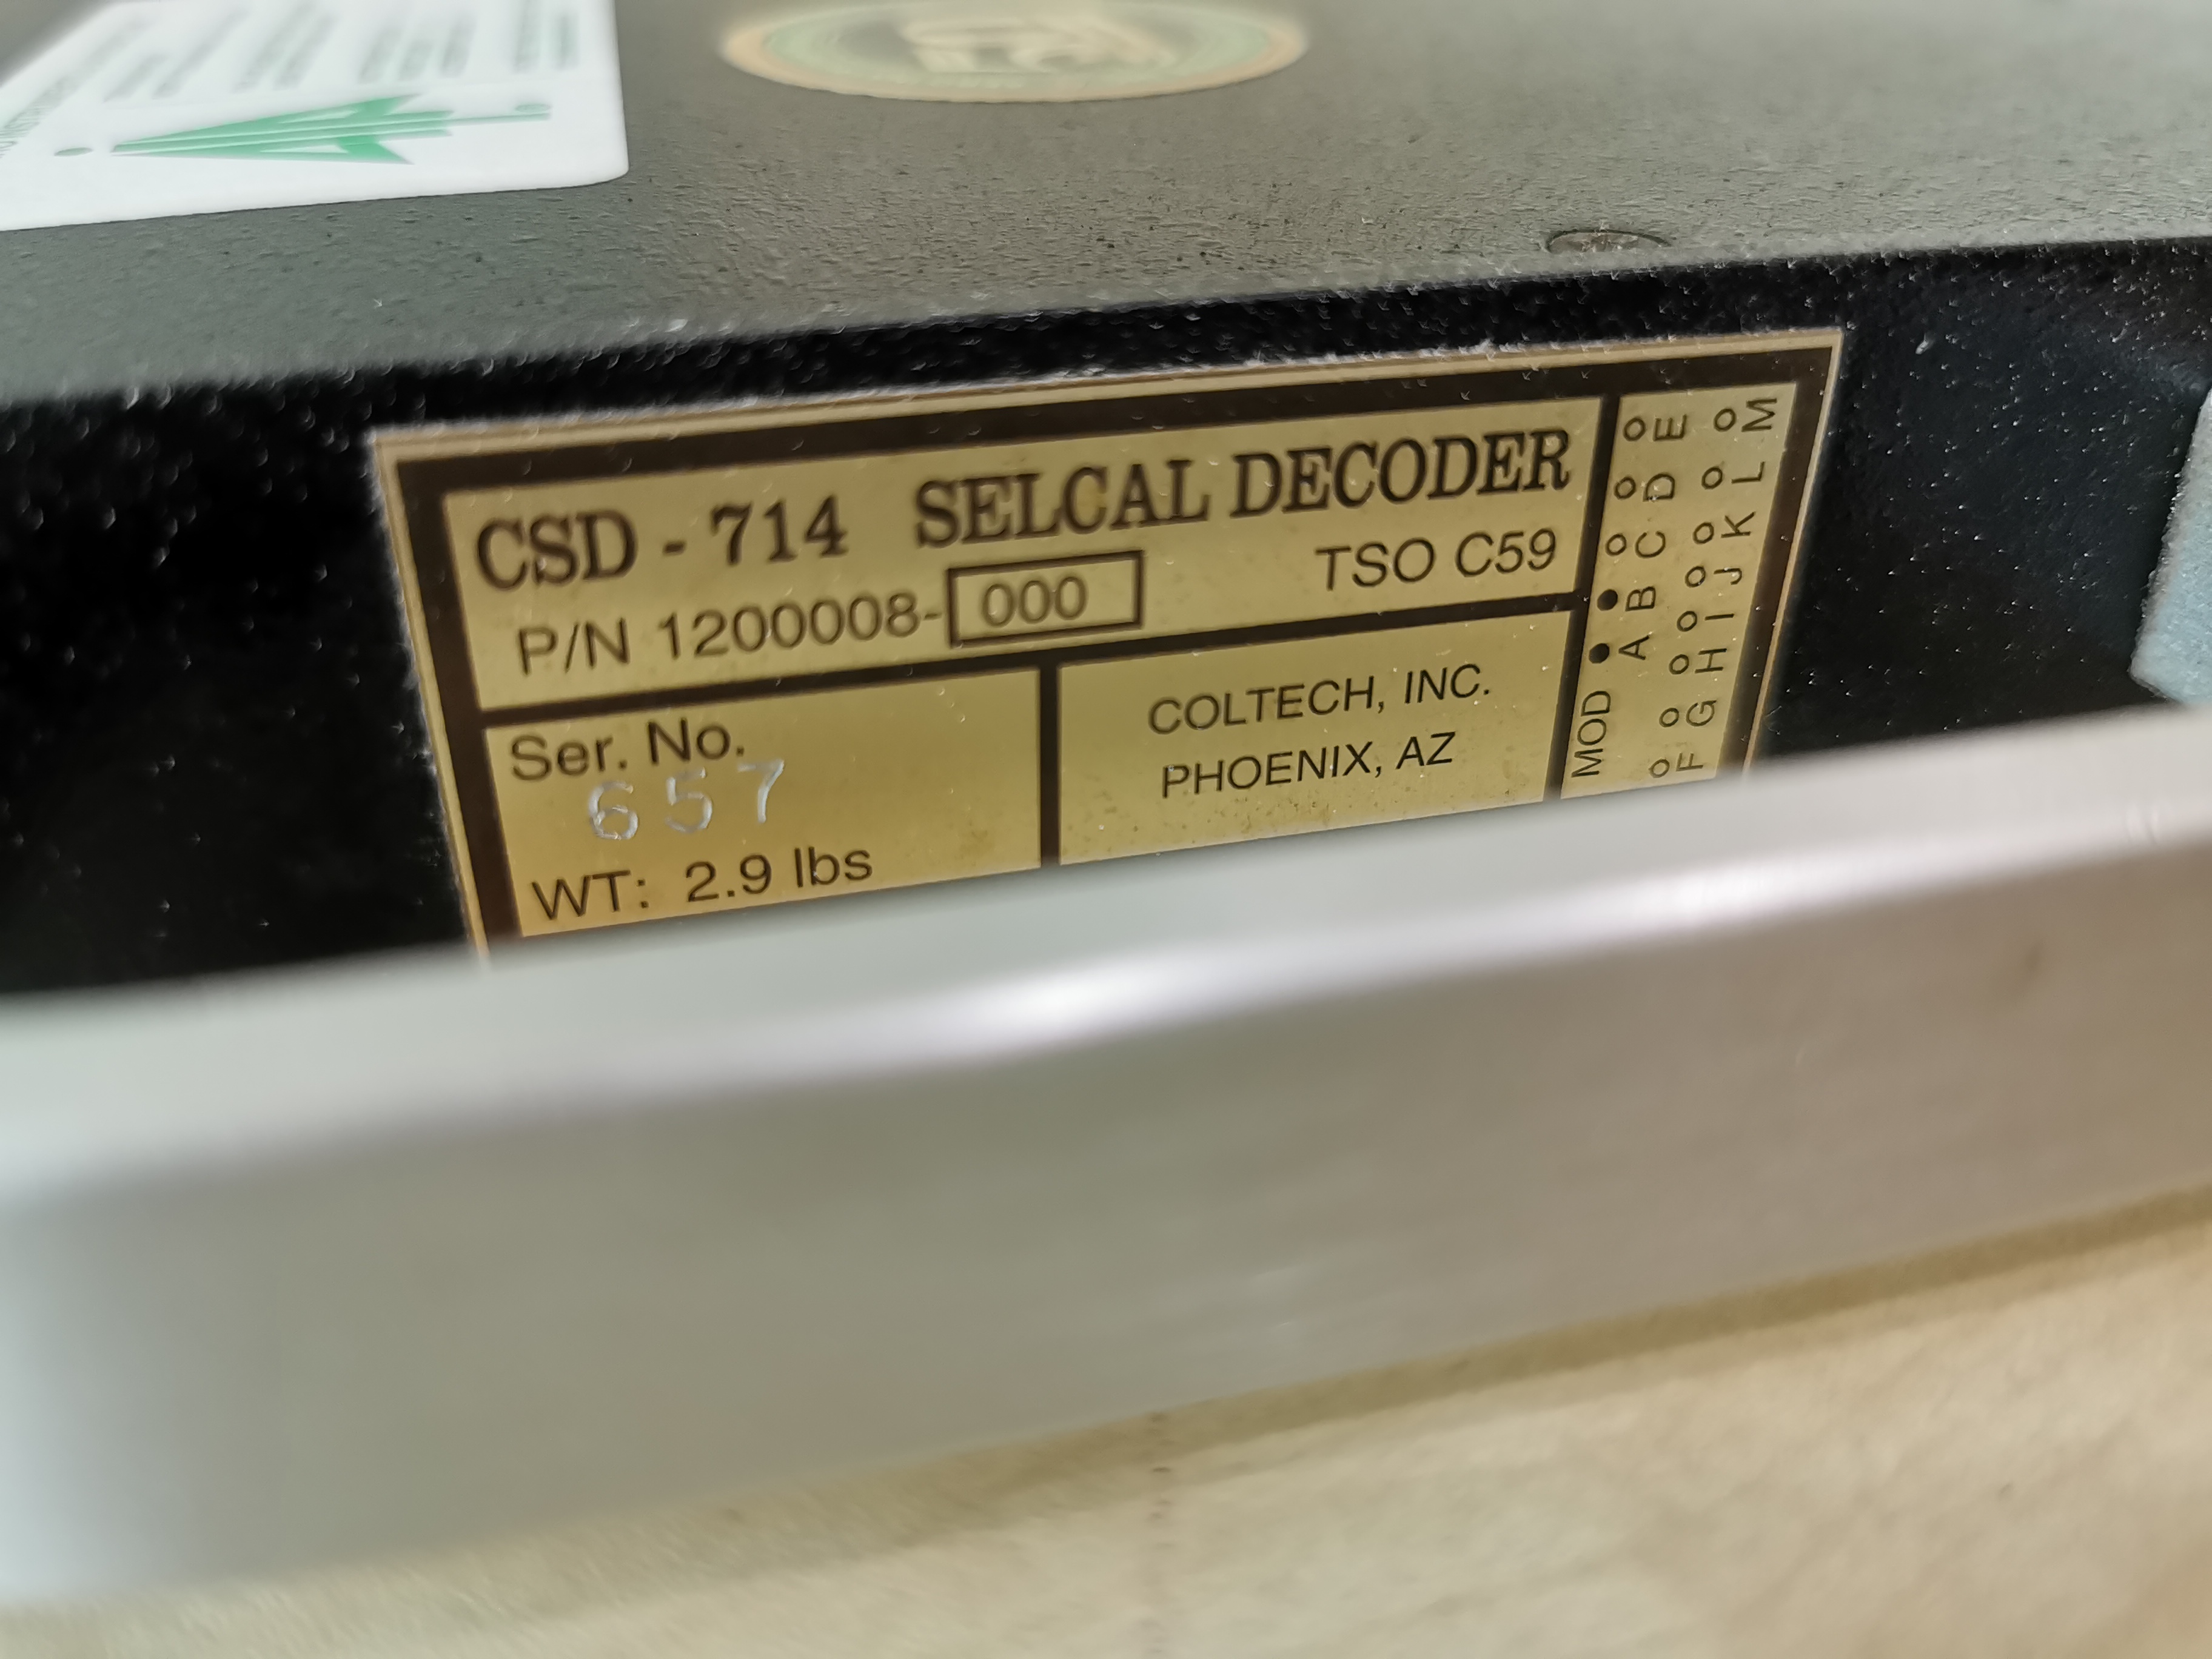 CSD - 714 SELCAL DECODER
P/N 1200008-000
TSO C59
Ser. No.
657
WT: 2.9 lbs
COLTECH, INC.
PHOENIX, AZ
MOD A B C D E
F G H I J K L M